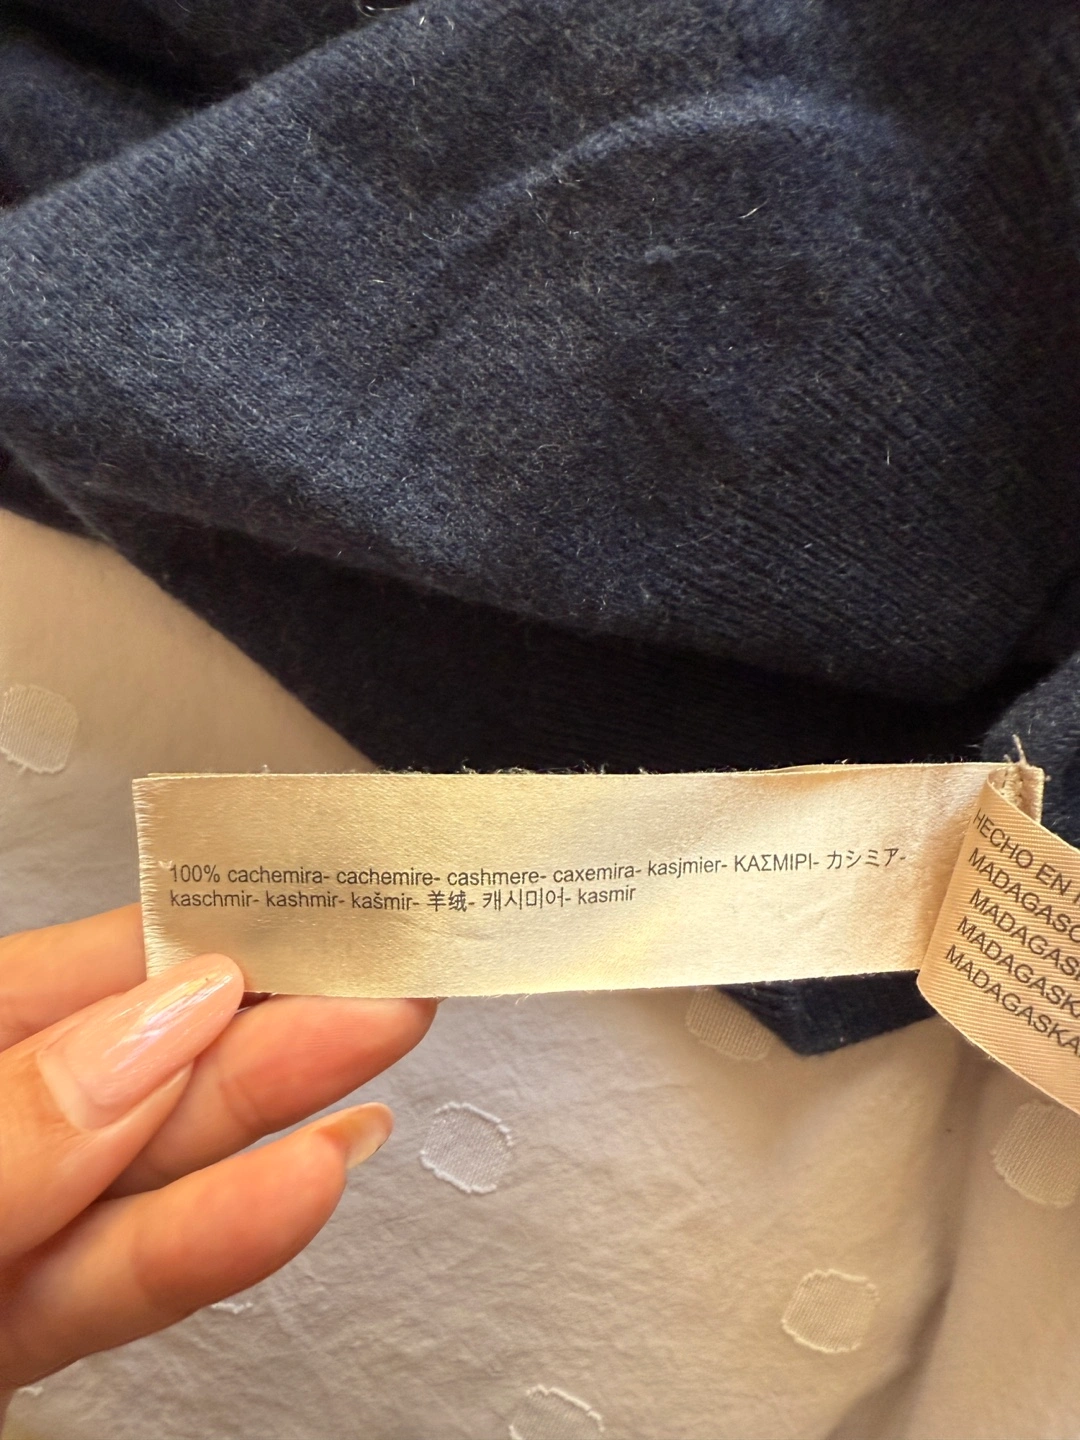 100% cachemira- cachemire- cashmere- caxemira- kasjmier- ΚΑΣΜΙΡΙ- カシミア-
kaschmir- kashmir- kašmir- 羊绒- 캐시미어- kasmir
HECHO EN
MADAGASC
MADAGASK
MADAGASKA
MADAGASKA